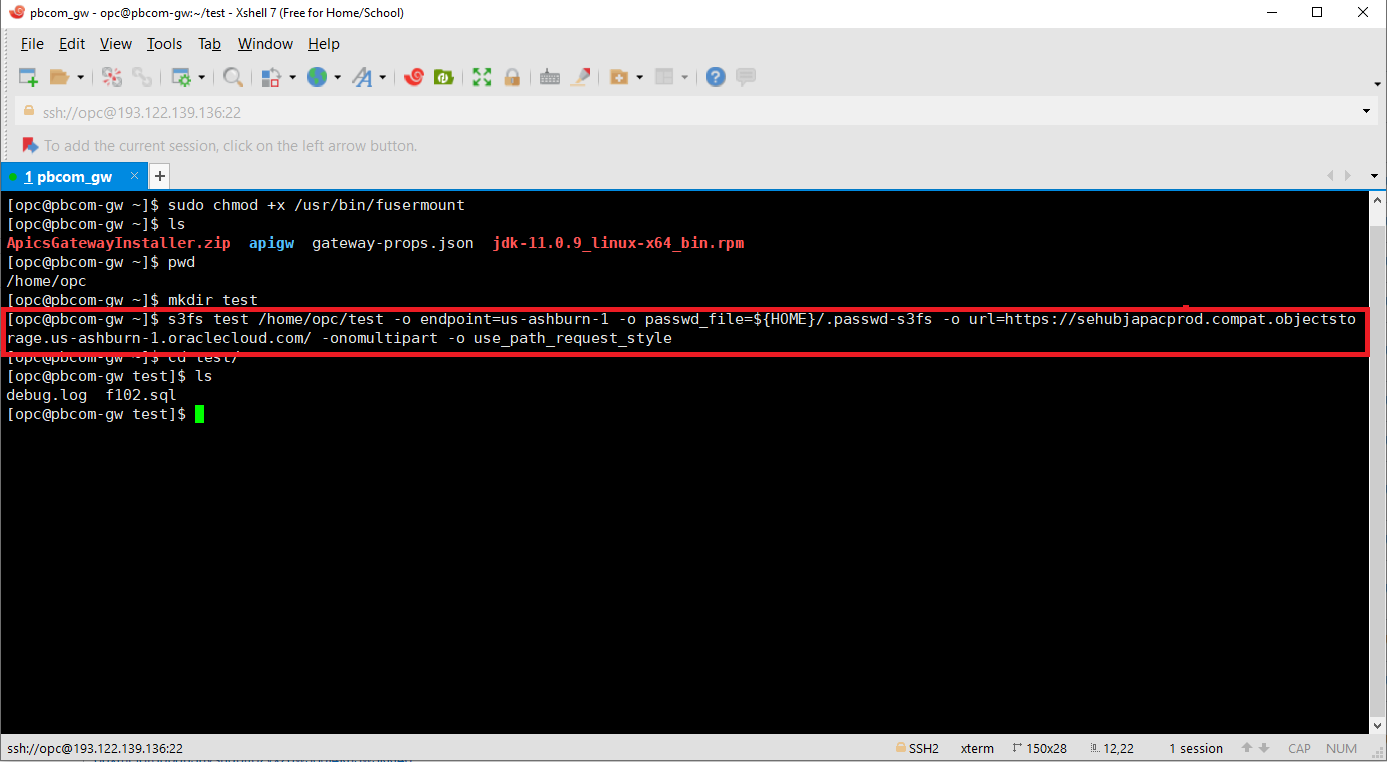 pbcom_gw - opc@pbcom-gw:~/test - Xshell 7 (Free for Home/School)
File Edit View Tools Tab Window Help
ssh://opc@193.122.139.136:22
To add the current session, click on the left arrow button.
1 pbcom_gw × +
[opc@pbcom-gw ~]$ sudo chmod +x /usr/bin/fusermount
[opc@pbcom-gw ~]$ ls
ApicsGatewayInstaller.zip apigw gateway-props.json jdk-11.0.9_linux-x64_bin.rpm
[opc@pbcom-gw ~]$ pwd
/home/opc
[opc@pbcom-gw ~]$ mkdir test
[opc@pbcom-gw ~]$ s3fs test /home/opc/test -o endpoint=us-ashburn-1 -o passwd_file=${HOME}/.passwd-s3fs -o url=https://sehubjapacprod.compat.objectsto
rage.us-ashburn-1.oraclecloud.com/ -onomultipart -o use_path_request_style
[opc@pbcom-gw ~]$ cd test/
[opc@pbcom-gw test]$ ls
debug.log f102.sql
[opc@pbcom-gw test]$
ssh://opc@193.122.139.136:22 SSH2 xterm 150x28 12,22 1 session CAP NUM